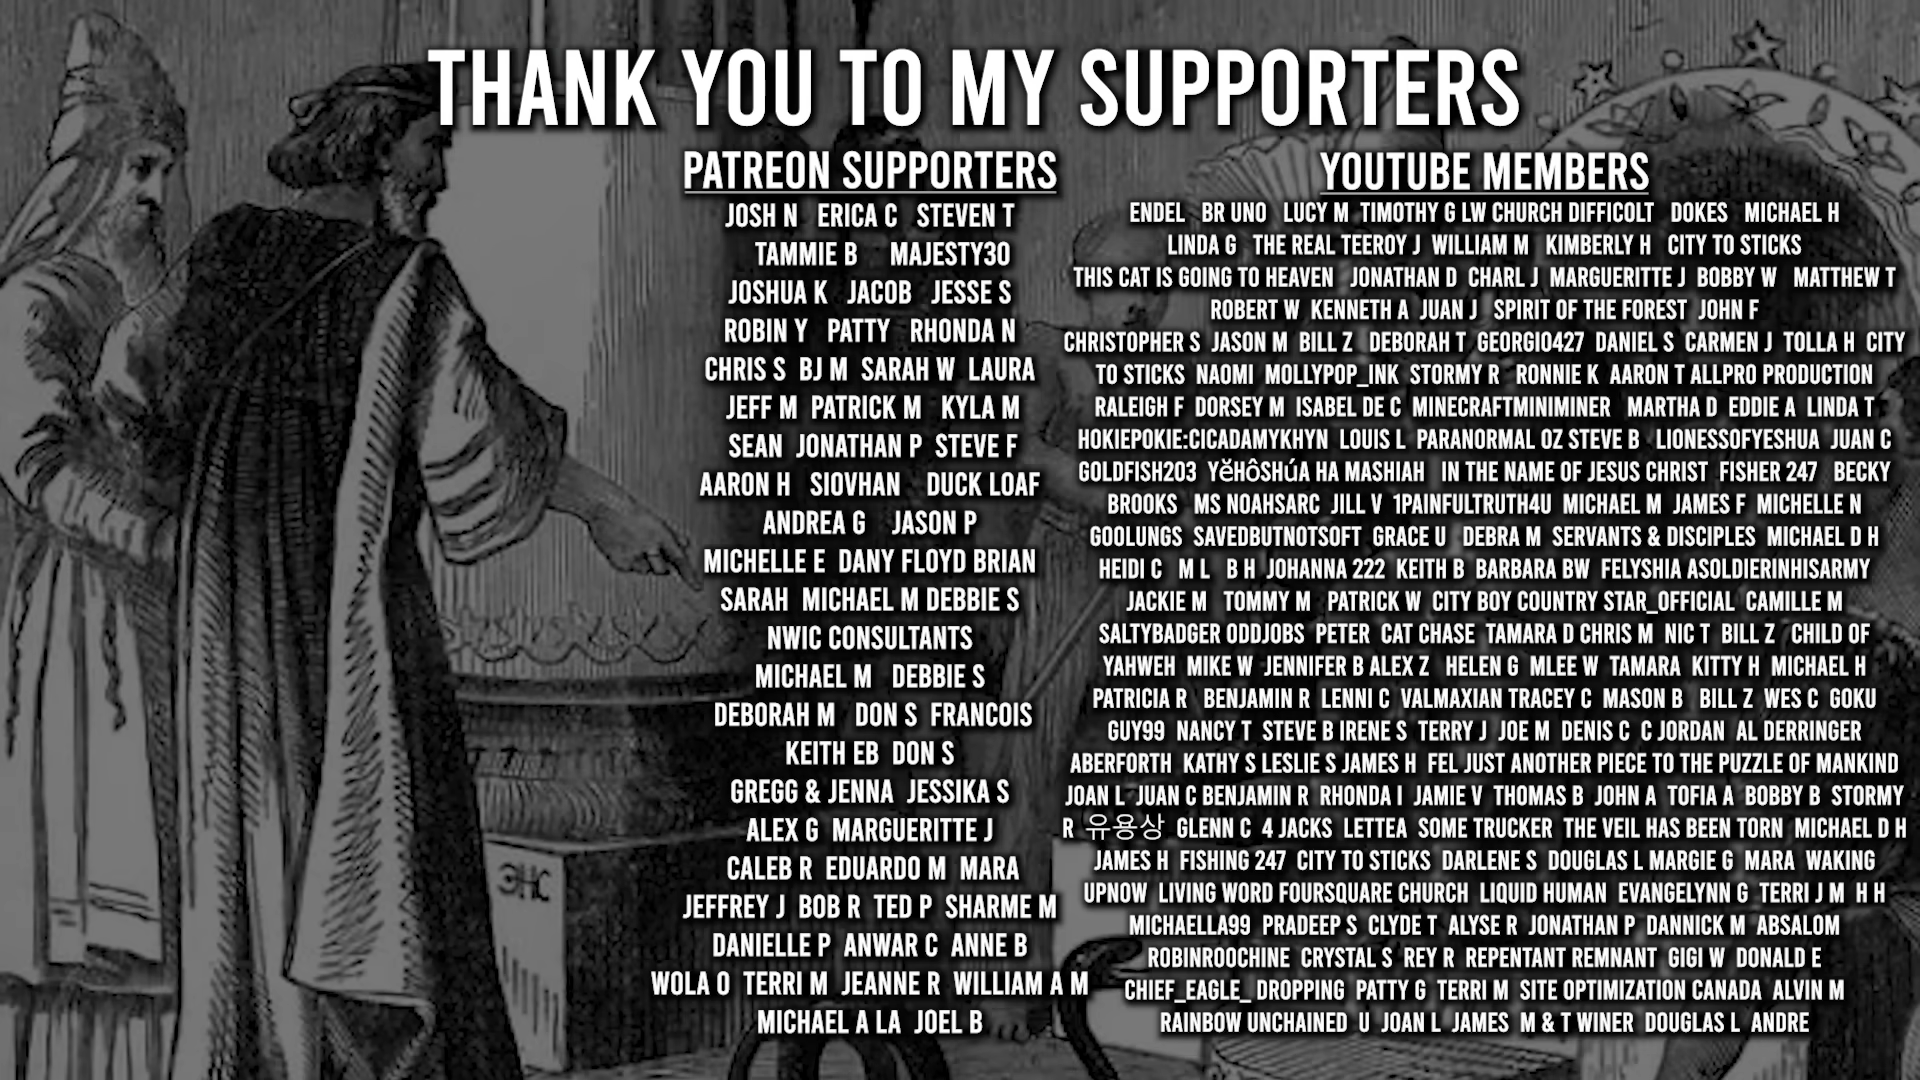 THANK YOU TO MY SUPPORTERS
PATREON SUPPORTERS
JOSH N ERICA C STEVEN T
TAMMIE B MAJESTY30
JOSHUA K JACOB JESSE S
ROBIN Y PATTY RHONDA N
CHRIS S BJ M SARAH W LAURA
JEFF M PATRICK M KYLA M
SEAN JONATHAN P STEVE F
AARON H SIOVHAN DUCK LOAF
ANDREA G JASON P
MICHELLE E DANY FLOYD BRIAN
SARAH MICHAEL M DEBBIE S
NWIC CONSULTANTS
MICHAEL M DEBBIE S
DEBORAH M DON S FRANCOIS
KEITH EB DON S
GREGG & JENNA JESSIKA S
ALEX G MARGUERITTE J
CALEB R EDUARDO M MARA
JEFFREY J BOB R TED P SHARME M
DANIELLE P ANWAR C ANNE B
WOLA O TERRI M JEANNE R WILLIAM A M
MICHAEL A LA JOEL B
YOUTUBE MEMBERS
ENDEL BR UNO LUCY M TIMOTHY G LW CHURCH DIFFICOLT DOKES MICHAEL H
LINDA G THE REAL TEEROY J WILLIAM M KIMBERLY H CITY TO STICKS
THIS CAT IS GOING TO HEAVEN JONATHAN D CHARL J MARGUERITTE J BOBBY W MATTHEW T
ROBERT W KENNETH A JUAN J SPIRIT OF THE FOREST JOHN F
CHRISTOPHER S JASON M BILL Z DEBORAH T GEORGIO427 DANIEL S CARMEN J TOLLA H CITY
TO STICKS NAOMI MOLLYPOP_INK STORMY R RONNIE K AARON T ALLPRO PRODUCTION
RALEIGH F DORSEY M ISABEL DE C MINECRAFTMINIMINER MARTHA D EDDIE A LINDA T
HOKIEPOKIE:CICADAMYKHYN LOUIS L PARANORMAL OZ STEVE B LIONESSOFYESHUA JUAN C
GOLDFISH203 YĕHôSHúA HA MASHIAH IN THE NAME OF JESUS CHRIST FISHER 247 BECKY
BROOKS MS NOAHSARC JILL V 1PAINFULTRUTH4U MICHAEL M JAMES F MICHELLE N
GOOLUNGS SAVEDBUTNOTSOFT GRACE U DEBRA M SERVANTS & DISCIPLES MICHAEL D H
HEIDI C M L B H JOHANNA 222 KEITH B BARBARA BW FELYSHIA ASOLDIERINHISARMY
JACKIE M TOMMY M PATRICK W CITY BOY COUNTRY STAR_OFFICIAL CAMILLE M
SALTYBADGER ODDJOBS PETER CAT CHASE TAMARA D CHRIS M NIC T BILL Z CHILD OF
YAHWEH MIKE W JENNIFER B ALEX Z HELEN G MLEE W TAMARA KITTY H MICHAEL H
PATRICIA R BENJAMIN R LENNI C VALMAXIAN TRACEY C MASON B BILL Z WES C GOKU
GUY99 NANCY T STEVE B IRENE S TERRY J JOE M DENIS C C JORDAN AL DERRINGER
ABERFORTH KATHY S LESLIE S JAMES H FEL JUST ANOTHER PIECE TO THE PUZZLE OF MANKIND
JOAN L JUAN C BENJAMIN R RHONDA I JAMIE V THOMAS B JOHN A TOFIA A BOBBY B STORMY
R 유용상 GLENN C 4 JACKS LETTEA SOME TRUCKER THE VEIL HAS BEEN TORN MICHAEL D H
JAMES H FISHING 247 CITY TO STICKS DARLENE S DOUGLAS L MARGIE G MARA WAKING
UPNOW LIVING WORD FOURSQUARE CHURCH LIQUID HUMAN EVANGELYNN G TERRI J M H H
MICHAELLA99 PRADEEP S CLYDE T ALYSE R JONATHAN P DANNICK M ABSALOM
ROBINROOCHINE CRYSTAL S REY R REPENTANT REMNANT GIGI W DONALD E
CHIEF_EAGLE_DROPPING PATTY G TERRI M SITE OPTIMIZATION CANADA ALVIN M
RAINBOW UNCHAINED U JOAN L JAMES M & T WINER DOUGLAS L ANDRE